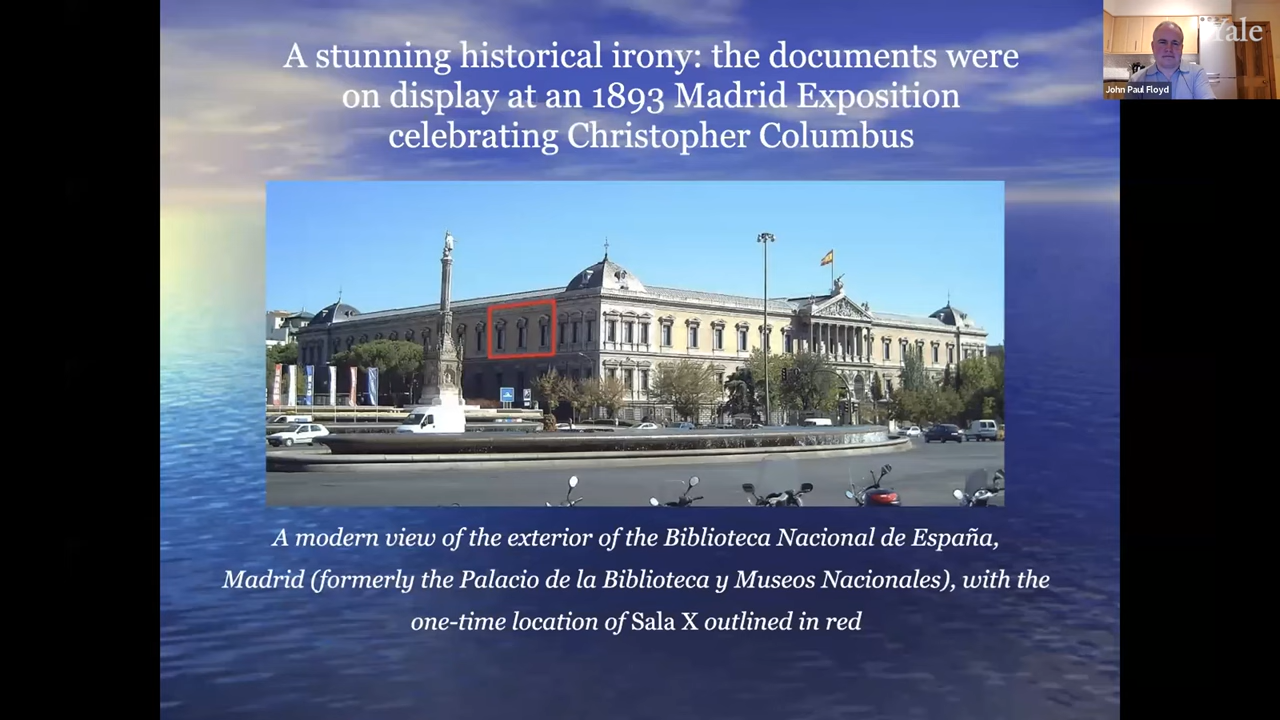 A stunning historical irony: the documents were
on display at an 1893 Madrid Exposition
celebrating Christopher Columbus
Yale
John Paul Floyd
A modern view of the exterior of the Biblioteca Nacional de España,
Madrid (formerly the Palacio de la Biblioteca y Museos Nacionales), with the
one-time location of Sala X outlined in red